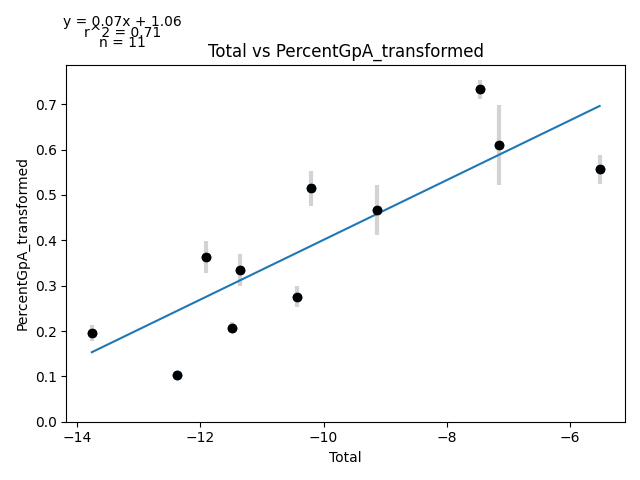 y = 0.07x + 1.06
r^2 = 0.71
n = 11
Total vs PercentGpA_transformed
PercentGpA_transformed
0.7
0.6
0.5
0.4
0.3
0.2
0.1
0.0
−14
−12
−10
−8
−6
Total